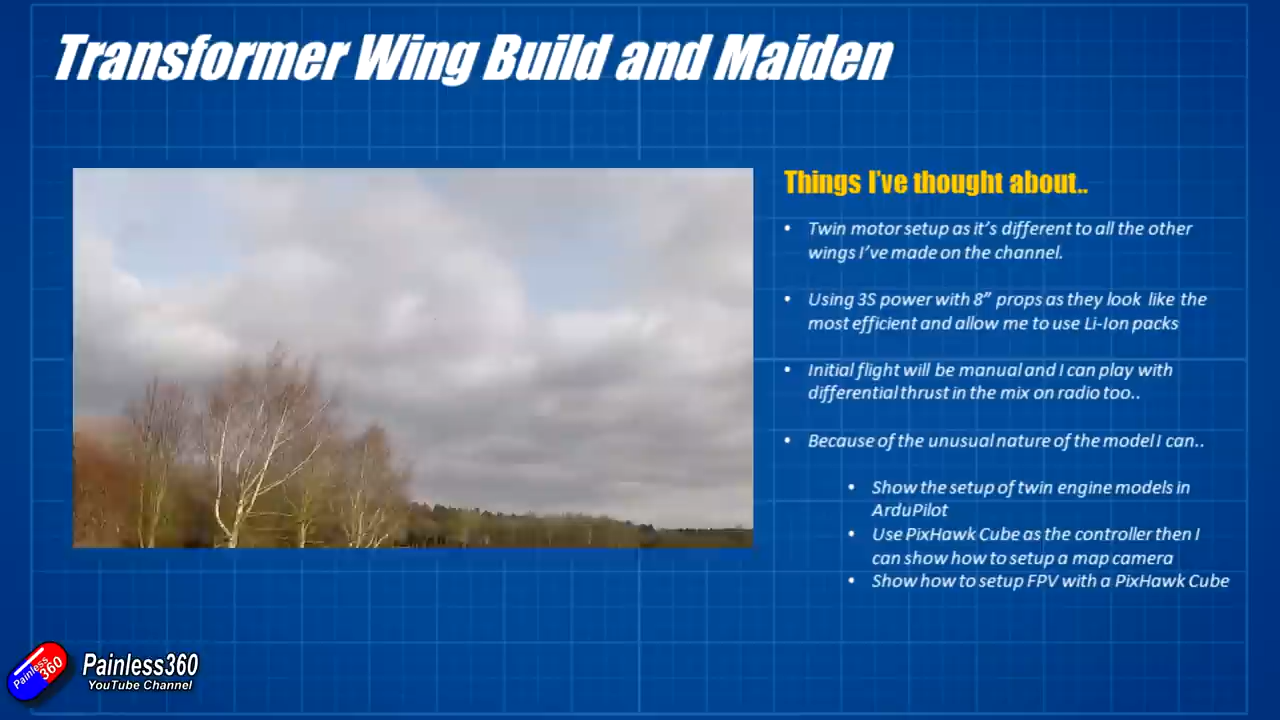 Transformer Wing Build and Maiden
Things I've thought about..
• Twin motor setup as it's different to all the other
wings I've made on the channel.
• Using 3S power with 8" props as they look like the
most efficient and allow me to use Li-Ion packs
• Initial flight will be manual and I can play with
differential thrust in the mix on radio too..
• Because of the unusual nature of the model I can..
• Show the setup of twin engine models in
ArduPilot
• Use PixHawk Cube as the controller then I
can show how to setup a map camera
• Show how to setup FPV with a PixHawk Cube
Painless
360
Painless360
YouTube Channel